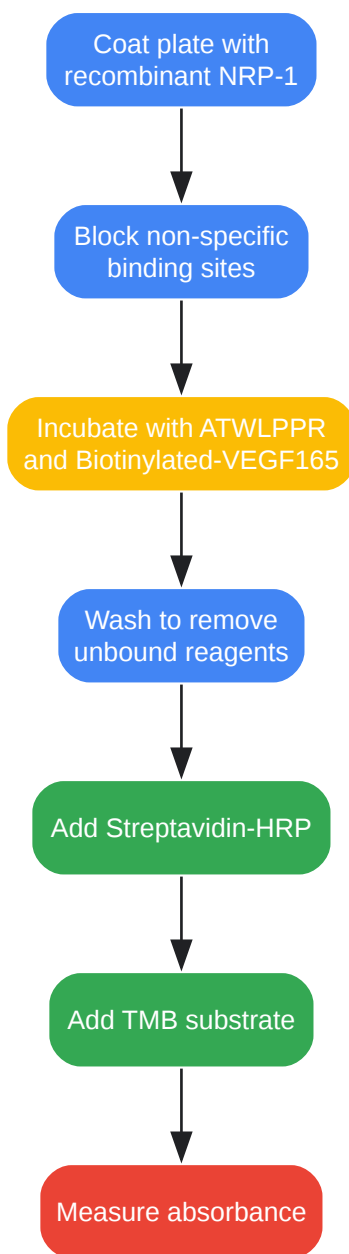 Coat plate with
recombinant NRP-1
Block non-specific
binding sites
Incubate with ATWLPPR
and Biotinylated-VEGF165
Wash to remove
unbound reagents
Add Streptavidin-HRP
Add TMB substrate
Measure absorbance